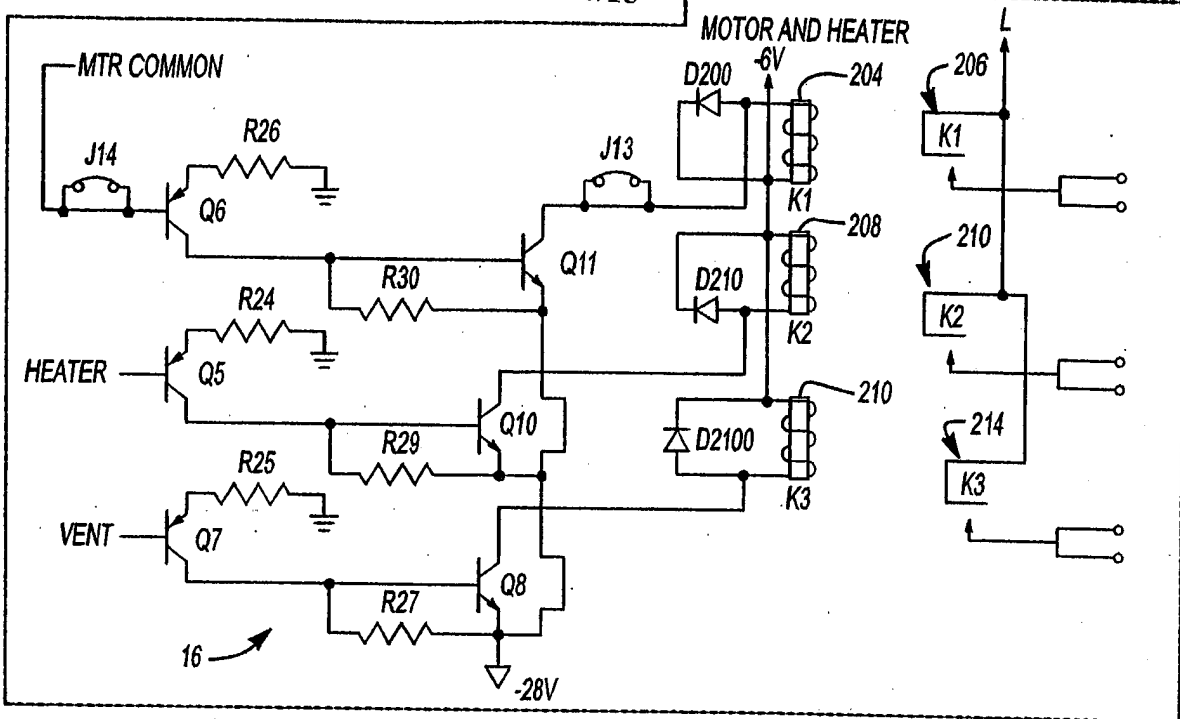 MOTOR AND HEATER
-6V
L
MTR COMMON
D200
204
206
K1
R26
J14
J13
Q6
K1
208
210
Q11
R30
D210
K2
R24
K2
HEATER
Q5
Q10
210
214
R29
D2100
K3
R25
K3
VENT
Q7
Q8
R27
16
-28V